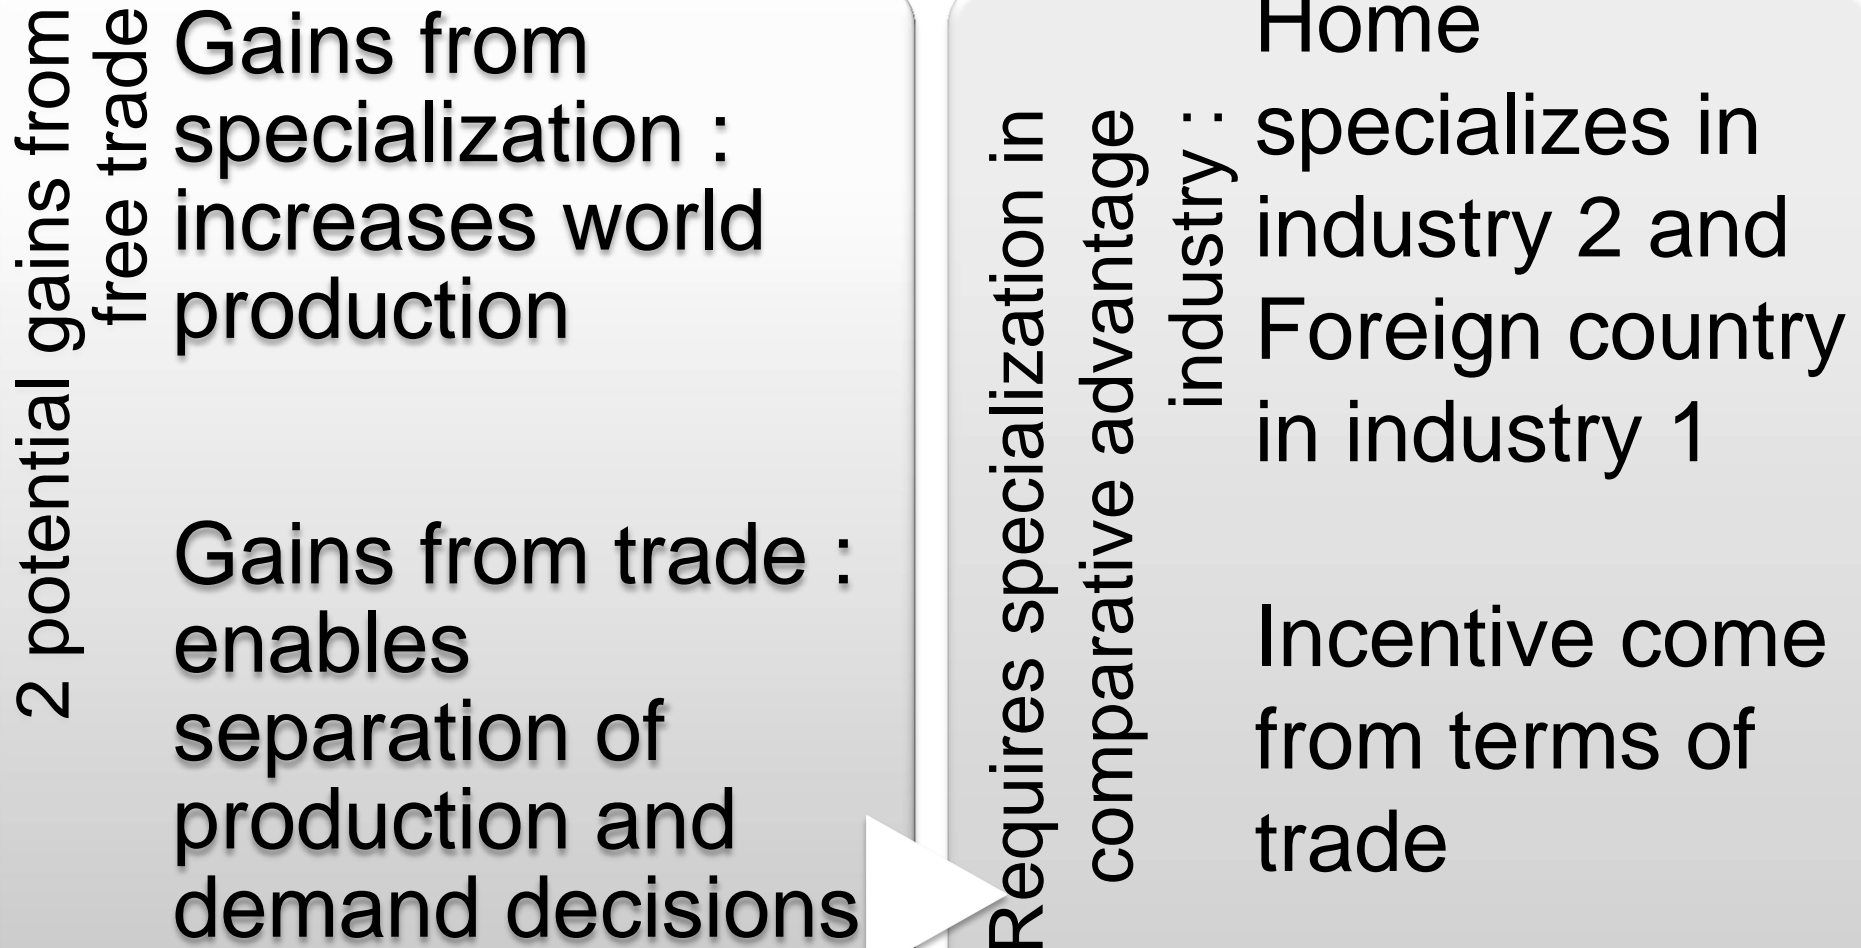 2 potential gains from
free trade
Gains from
specialization :
increases world
production
Gains from trade :
enables
separation of
production and
demand decisions
Requires specialization in
comparative advantage
industry :
Home
specializes in
industry 2 and
Foreign country
in industry 1
Incentive come
from terms of
trade